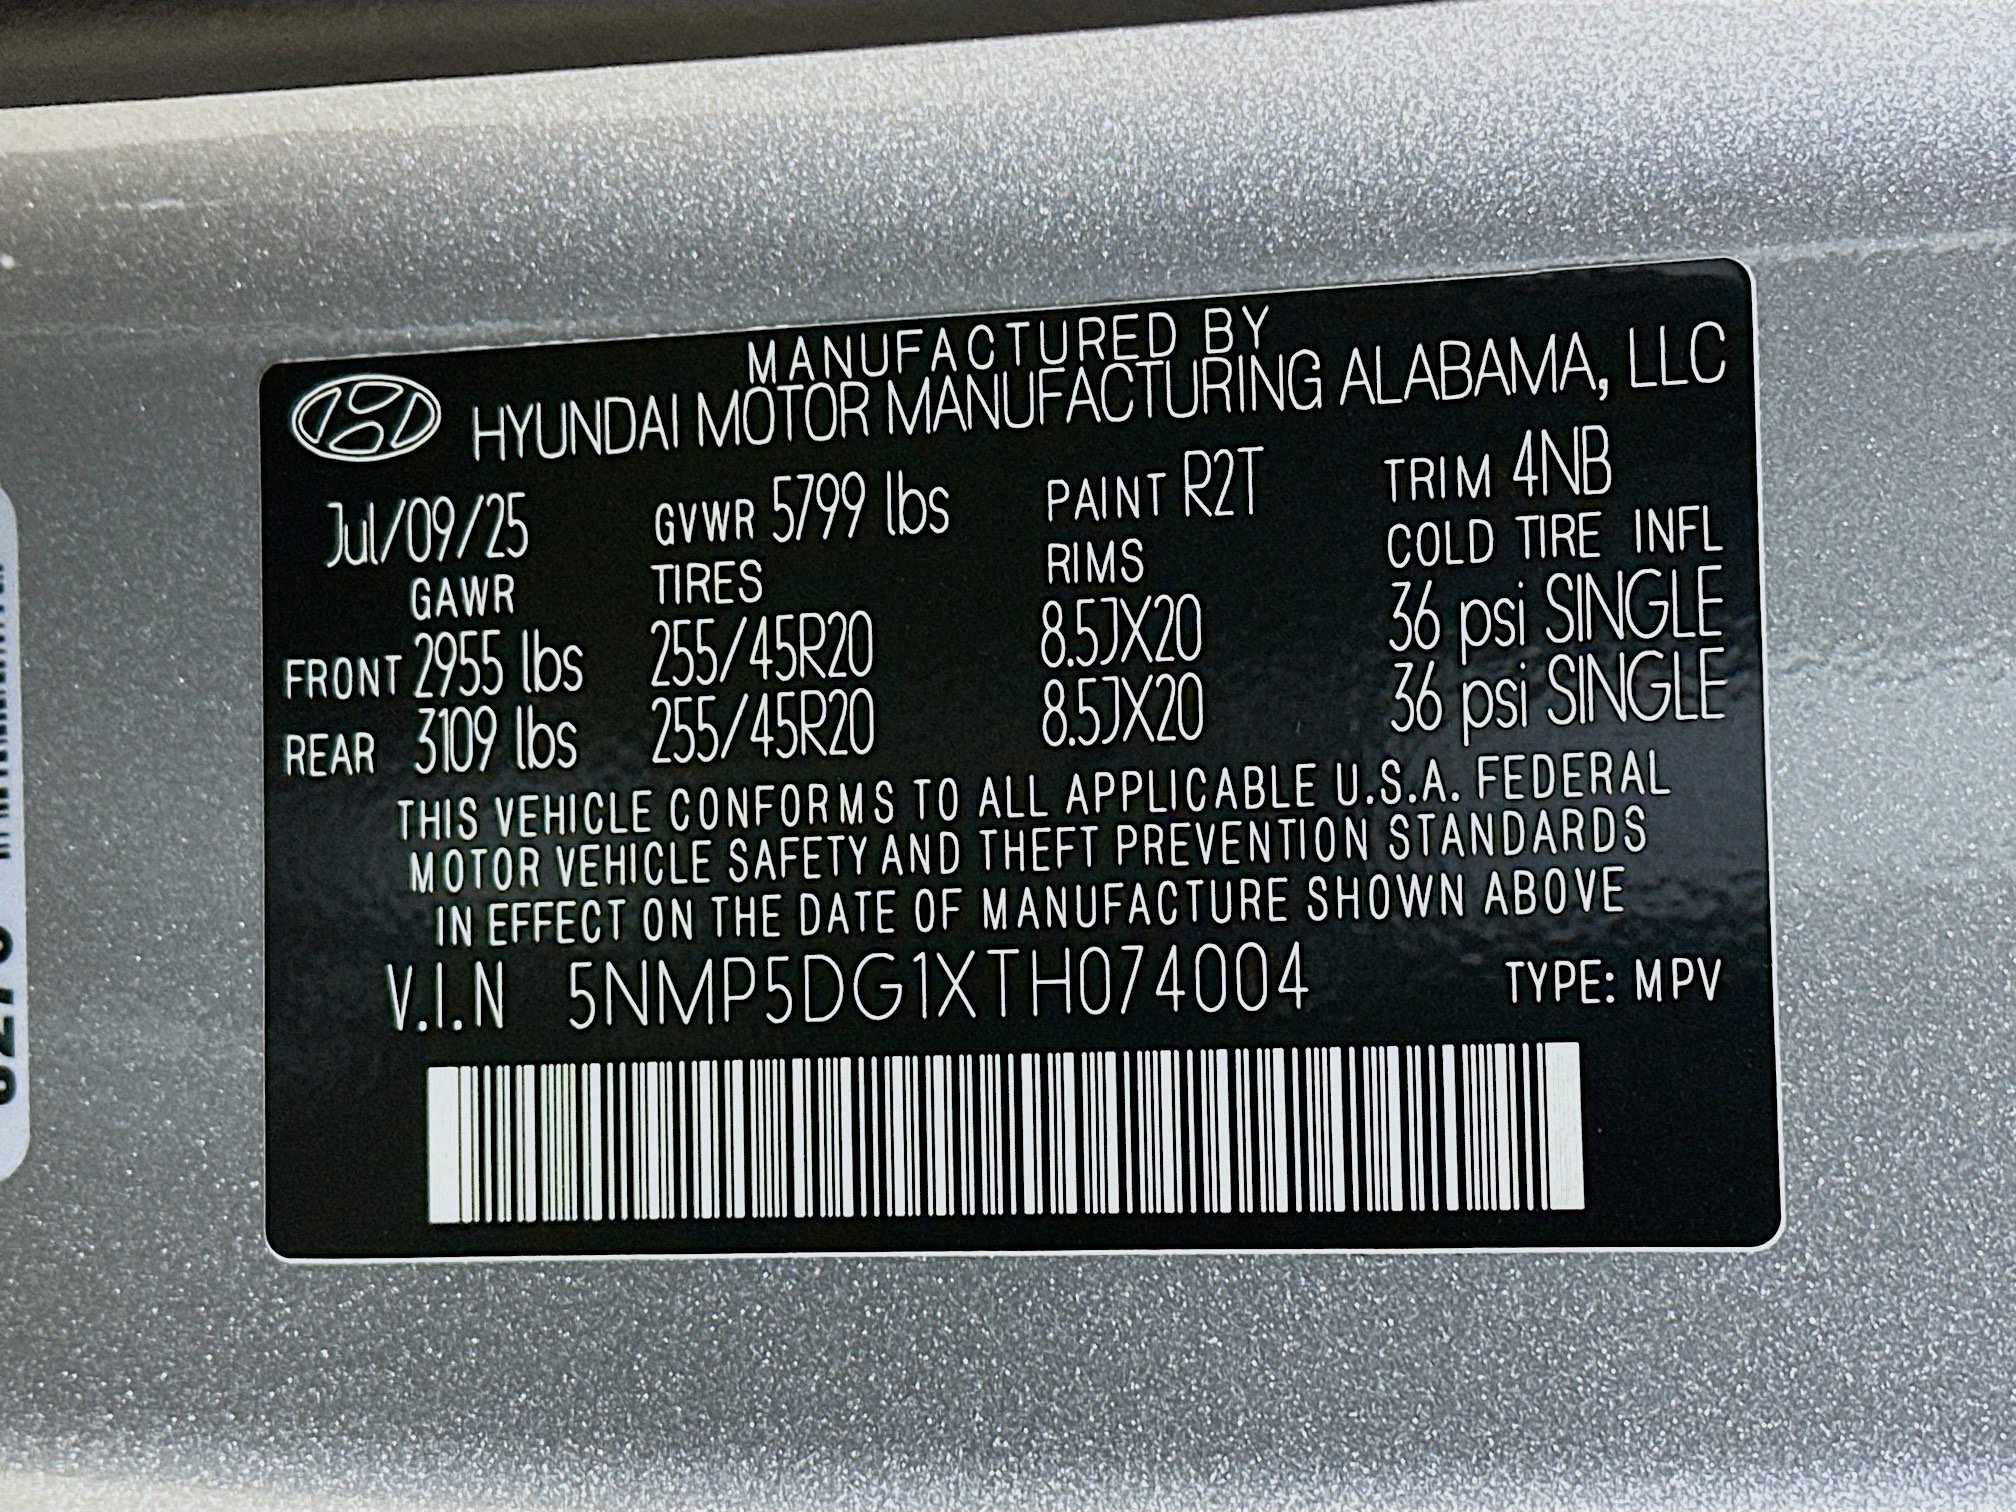 MANUFACTURED BY
HYUNDAI MOTOR MANUFACTURING ALABAMA, LLC
Jul/09/25 GVWR 5799 lbs PAINT R2T TRIM 4NB
GAWR TIRES RIMS COLD TIRE INFL
FRONT 2955 lbs 255/45R20 8.5JX20 36 psi SINGLE
REAR 3109 lbs 255/45R20 8.5JX20 36 psi SINGLE
THIS VEHICLE CONFORMS TO ALL APPLICABLE U.S.A. FEDERAL
MOTOR VEHICLE SAFETY AND THEFT PREVENTION STANDARDS
IN EFFECT ON THE DATE OF MANUFACTURE SHOWN ABOVE
V.I.N 5NMP5DG1XTH074004 TYPE: MPV